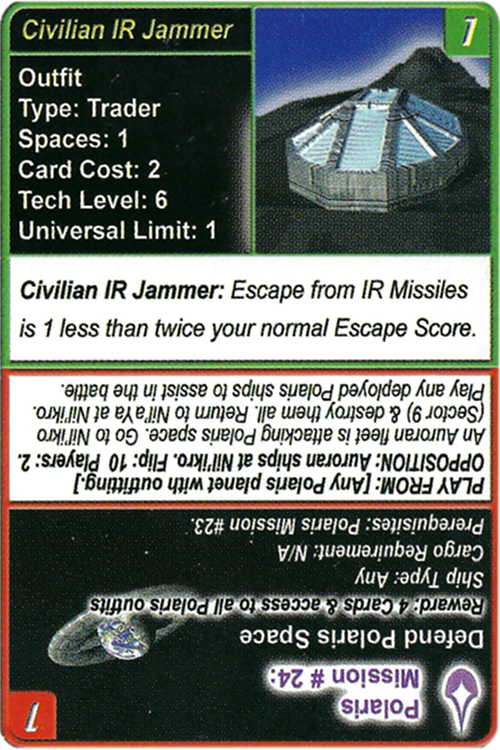 Civilian IR Jammer
1
Outfit
Type: Trader
Spaces: 1
Card Cost: 2
Tech Level: 6
Universal Limit: 1
Civilian IR Jammer: Escape from IR Missiles
is 1 less than twice your normal Escape Score.
Polaris
Mission # 24:
1
Defend Polaris Space
Reward: 4 Cards & access to all Polaris outfits
Ship Type: Any
Cargo Requirement: N/A
Prerequisites: Polaris Mission #23.
PLAY FROM: [Any Polaris planet with outfitting.]
OPPOSITION: Auroran ships at Nil'kro. Flip: 10 Players: 2.
An Auroran fleet is attacking Polaris space. Go to Nil'ikro
(Sector 9) & destroy them all. Return to Nil'aYa at Nil'ikro.
Play any deployed Polaris ships to assist in the battle.